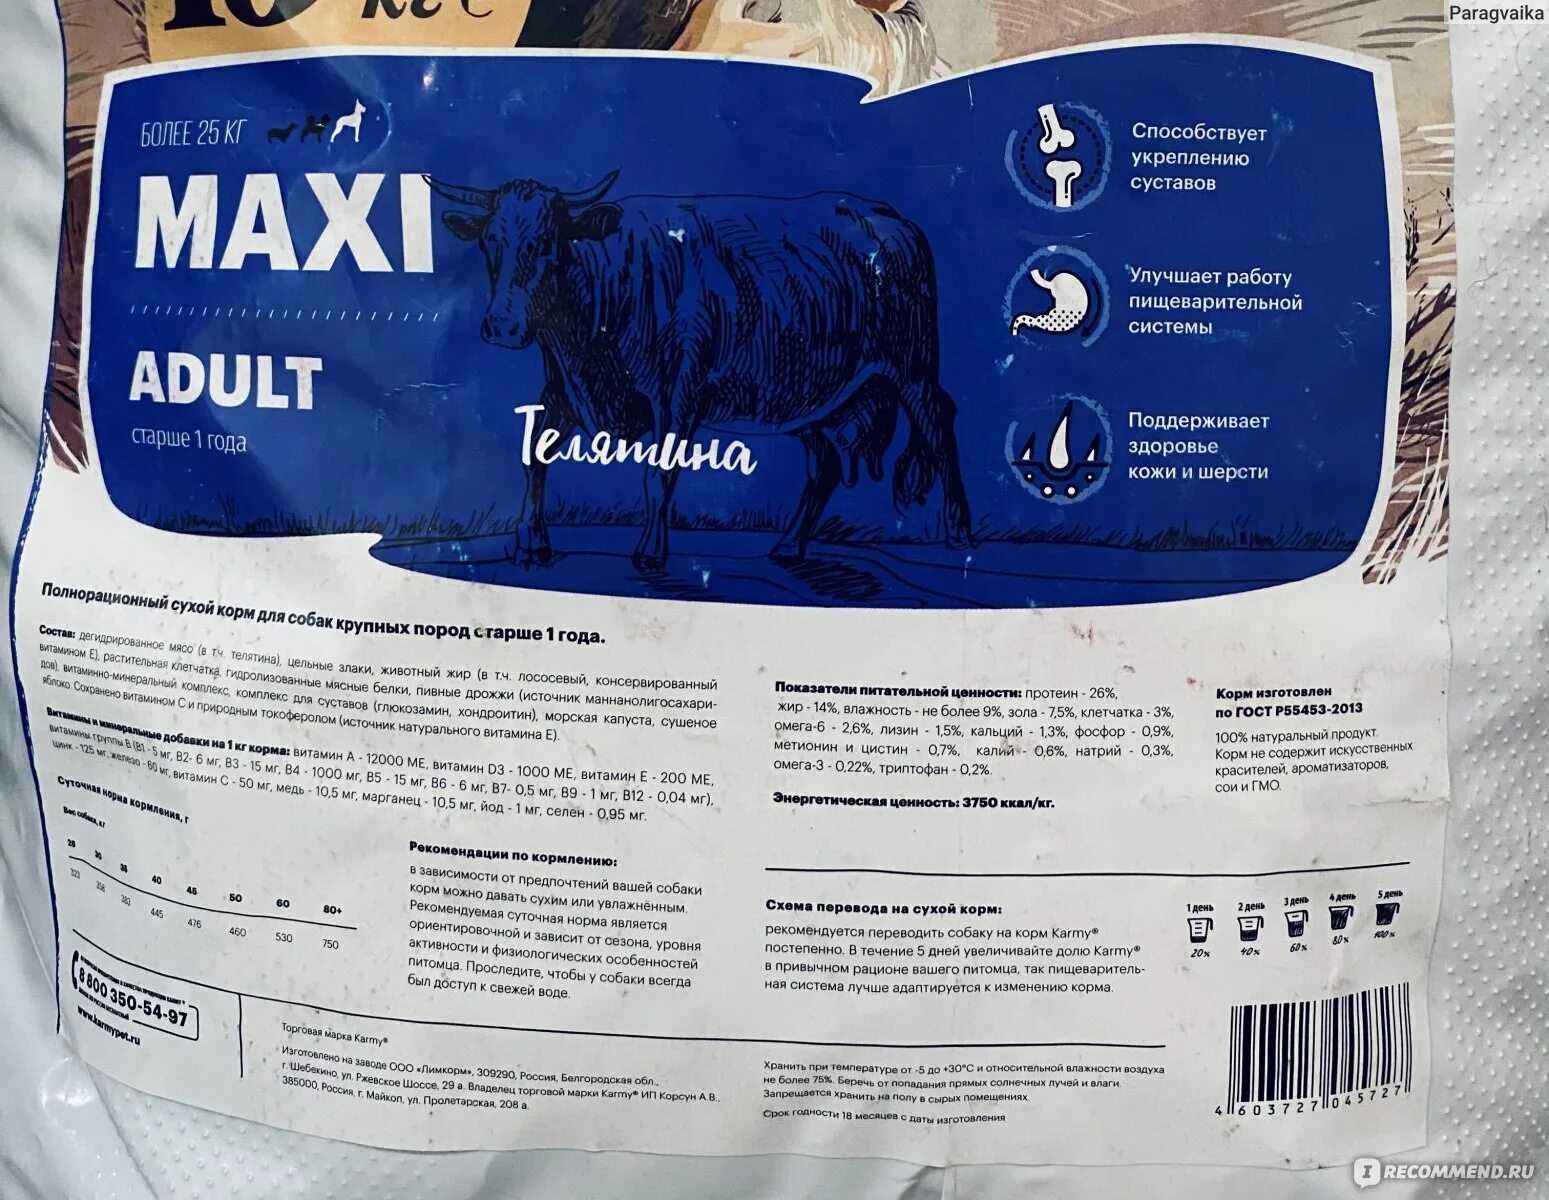 Paragvaika
БОЛЕЕ 25 КГ
MAXI
ADULT
старше 1 года
Телятина
Способствует
укреплению
суставов
Улучшает работу
пищеварительной
системы
Поддерживает
здоровье
кожи и шерсти
Полнорационный сухой корм для собак крупных пород старше 1 года.
Состав: дегидрированное мясо (в т.ч. телятина), цельные злаки, животный жир (в т.ч. лососевый, консервированный
витамином Е), растительная клетчатка, гидролизованные мясные белки, пивные дрожжи (источник маннанолигосахари-
дов), витаминно-минеральный комплекс, комплекс для суставов (глюкозамин, хондроитин), морская капуста, сушеное
яблоко. Сохранено витамином С и природным токоферолом (источник натурального витамина Е).
Витамины и минеральные добавки на 1 кг корма: витамин А - 12000 МЕ, витамин D3 - 1000 МЕ, витамин Е - 200 МЕ,
витамины группы В (В1 - 5 мг, В2- 6 мг, В3 - 15 мг, В4 - 1000 мг, В5 - 15 мг, В6 - 6 мг, В7- 0,5 мг, В9 - 1 мг, В12 - 0,04 мг),
цинк - 125 мг, железо - 60 мг, витамин С - 50 мг, медь - 10,5 мг, марганец - 10,5 мг, йод - 1 мг, селен - 0,95 мг.
Суточная норма кормления, г
Вес собаки, кг
30 35 40 45 50 60 80+
323 383 445 476 460 530 750
Рекомендации по кормлению:
в зависимости от предпочтений вашей собаки
корм можно давать сухим или увлажнённым.
Рекомендуемая суточная норма является
ориентировочной и зависит от сезона, уровня
активности и физиологических особенностей
питомца. Проследите, чтобы у собаки всегда
был доступ к свежей воде.
Показатели питательной ценности: протеин - 26%,
жир - 14%, влажность - не более 9%, зола - 7,5%, клетчатка - 3%,
омега-6 - 2,6%, лизин - 1,5%, кальций - 1,3%, фосфор - 0,9%,
метионин и цистин - 0,7%, калий - 0,6%, натрий - 0,3%,
омега-3 - 0,22%, триптофан - 0,2%.
Энергетическая ценность: 3750 ккал/кг.
Корм изготовлен
по ГОСТ Р55453-2013
100% натуральный продукт.
Корм не содержит искусственных
красителей, ароматизаторов,
сои и ГМО.
Схема перевода на сухой корм:
рекомендуется переводить собаку на корм Karmy®
постепенно. В течение 5 дней увеличивайте долю Karmy®
в привычном рационе вашего питомца, так пищеваритель-
ная система лучше адаптируется к изменению корма.
1 день 2 день 3 день 4 день 5 день
20% 40% 60% 80% 100%
8 800 350-54-97
www.karmypet.ru
Торговая марка Karmy®
Изготовлено на заводе ООО «Лимкорм», 309290, Россия, Белгородская обл.,
г. Шебекино, ул. Ржевское Шоссе, 29 а. Владелец торговой марки Karmy® ИП Корсун А.В.,
385000, Россия, г. Майкоп, ул. Пролетарская, 208 а.
Хранить при температуре от -5 до +30°С и относительной влажности воздуха
не более 75%. Беречь от попадания прямых солнечных лучей и влаги.
Запрещается хранить на полу в сырых помещениях.
Срок годности 18 месяцев с даты изготовления
4 603727 045727
IRECOMMEND.RU